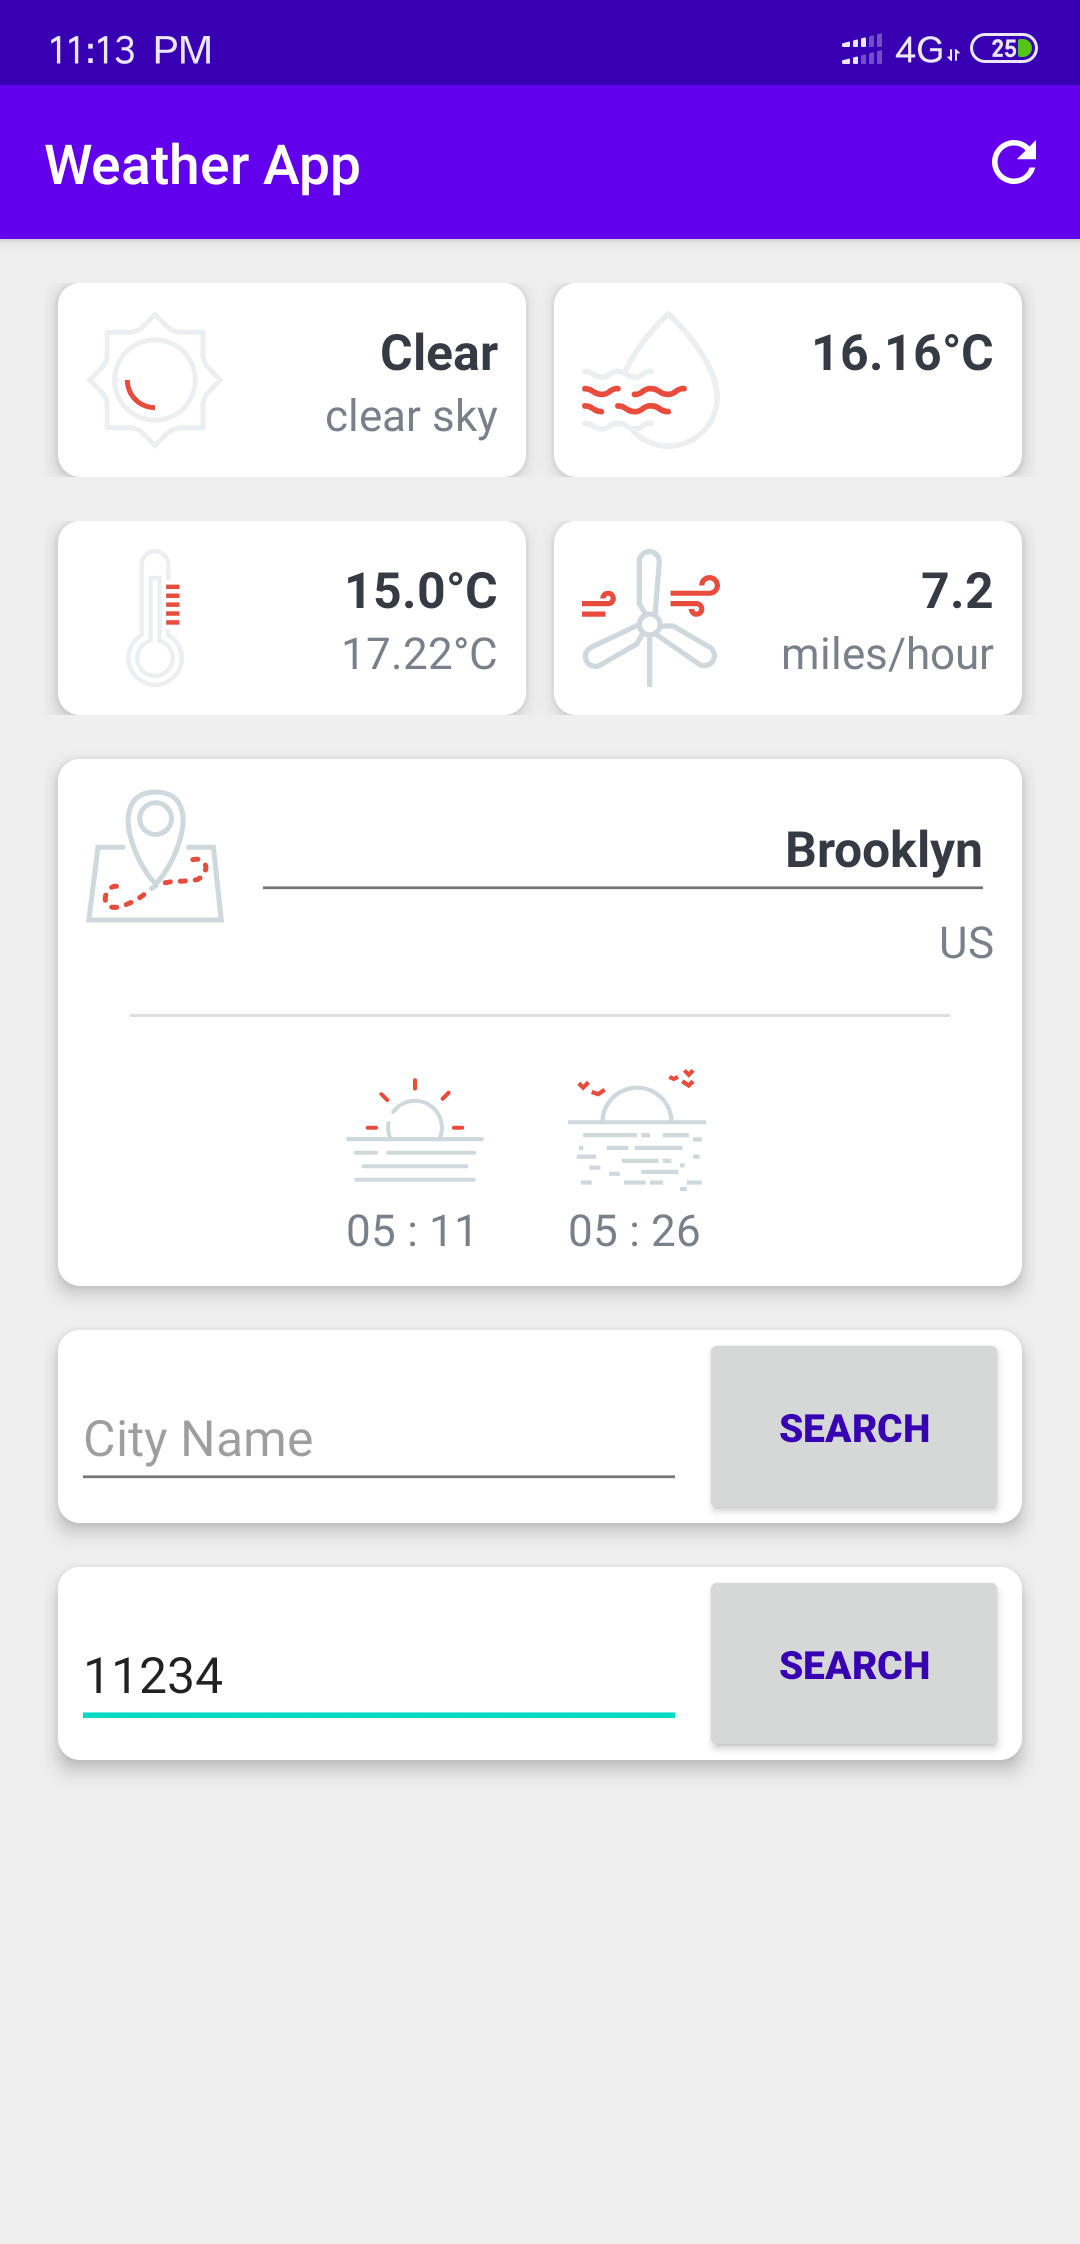 11:13 PM 4G 25
Weather App
Clear
clear sky
16.16°C
15.0°C
17.22°C
7.2
miles/hour
Brooklyn
US
05 : 11
05 : 26
City Name
SEARCH
11234
SEARCH